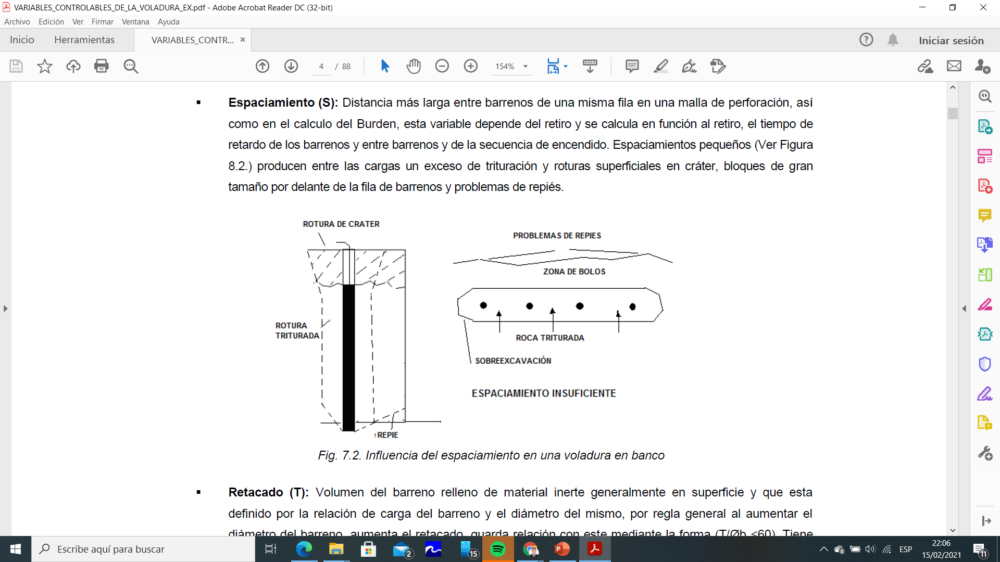 VARIABLES_CONTROLABLES_DE_LA_VOLADURA_EX.pdf - Adobe Acrobat Reader DC (32-bit)
Archivo Edición Ver Firmar Ventana Ayuda
Inicio Herramientas VARIABLES_CONTR... × Iniciar sesión
4 / 88 154%
▪ Espaciamiento (S): Distancia más larga entre barrenos de una misma fila en una malla de perforación, así
como en el calculo del Burden, esta variable depende del retiro y se calcula en función al retiro, el tiempo de
retardo de los barrenos y entre barrenos y de la secuencia de encendido. Espaciamientos pequeños (Ver Figura
8.2.) producen entre las cargas un exceso de trituración y roturas superficiales en cráter, bloques de gran
tamaño por delante de la fila de barrenos y problemas de repiés.
ROTURA DE CRATER
PROBLEMAS DE REPIES
ZONA DE BOLOS
ROTURA
TRITURADA
ROCA TRITURADA
SOBREEXCAVACIÓN
ESPACIAMIENTO INSUFICIENTE
REPIE
Fig. 7.2. Influencia del espaciamiento en una voladura en banco
▪ Retacado (T): Volumen del barreno relleno de material inerte generalmente en superficie y que esta
definido por la relación de carga del barreno y el diámetro del mismo, por regla general al aumentar el
diámetro del barreno, aumenta el retacado, guarda relación con este mediante la forma (T/Øb <60). Tiene
Escribe aquí para buscar
2
15
ESP
22:06
15/02/2021
11